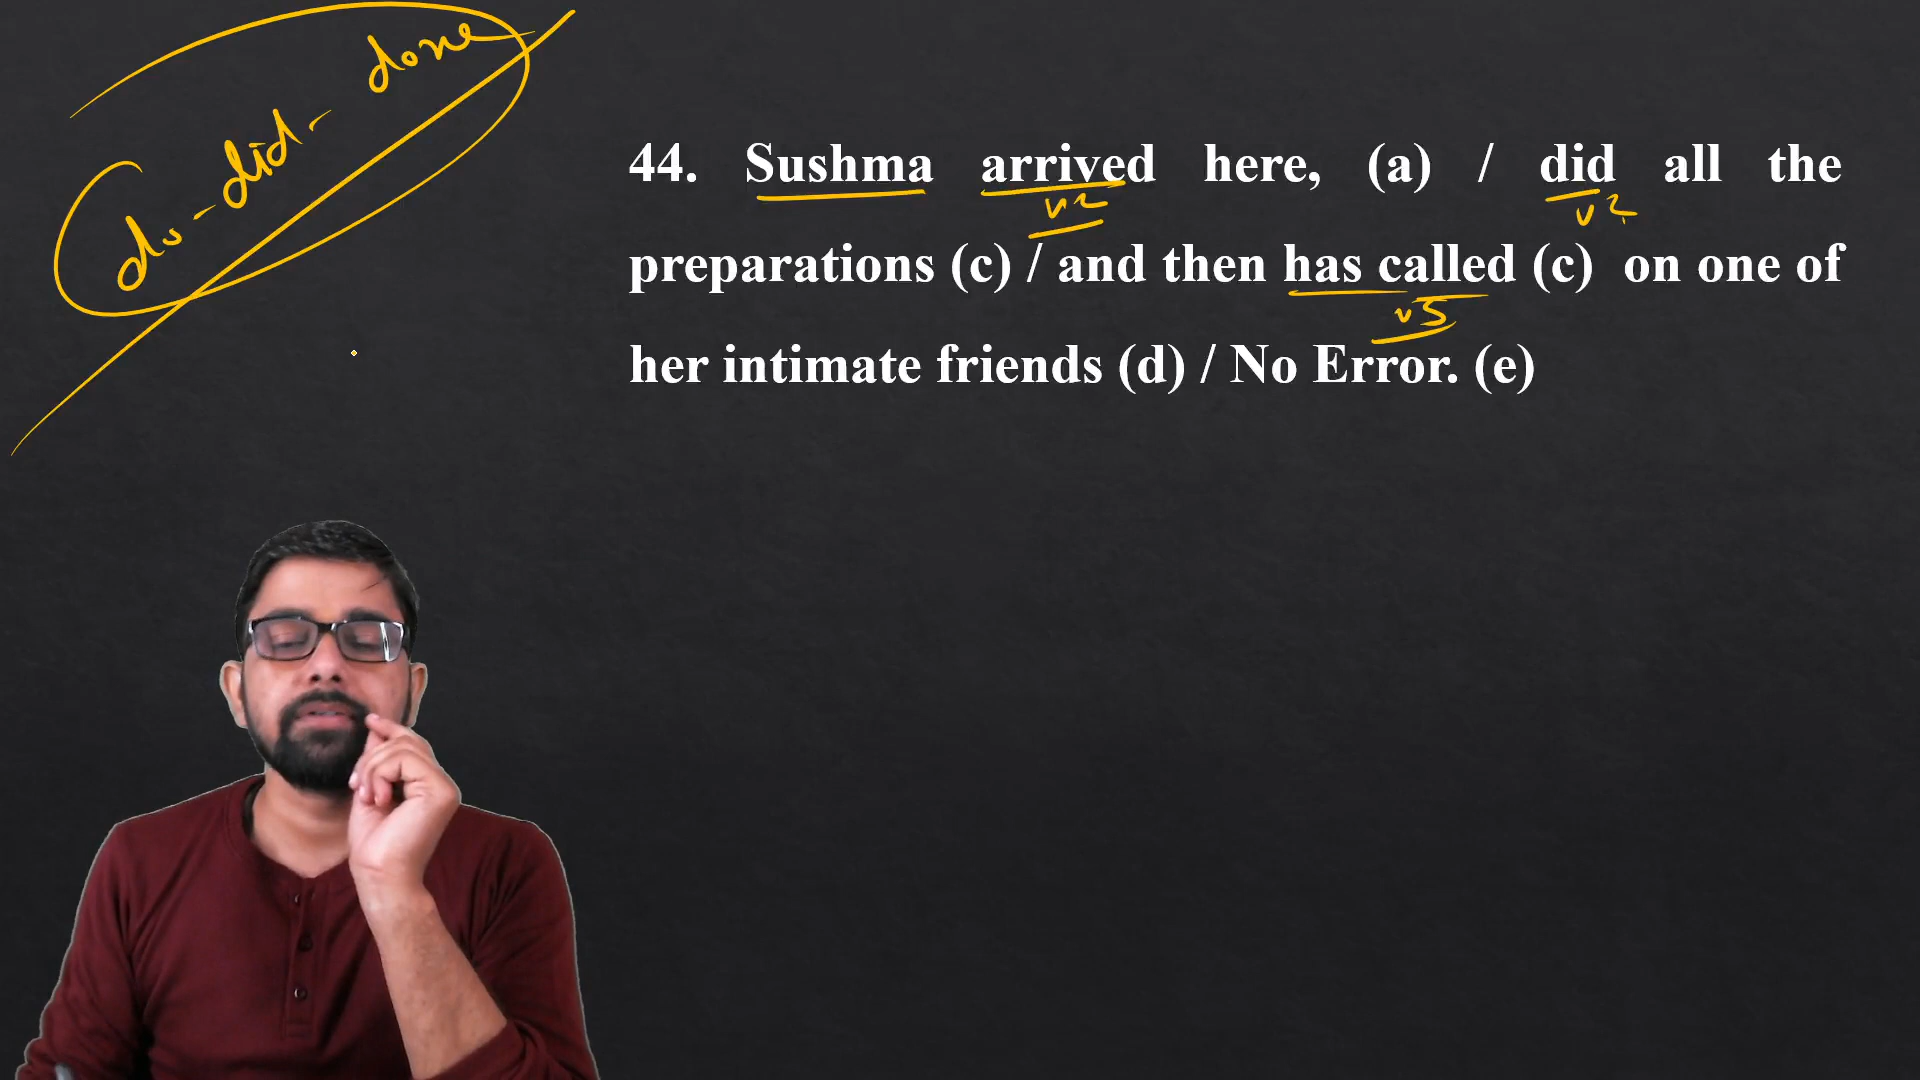 do - did - done
44. Sushma arrived here, (a) / did all the
v2 v2
preparations (c) / and then has called (c) on one of
v5
her intimate friends (d) / No Error. (e)